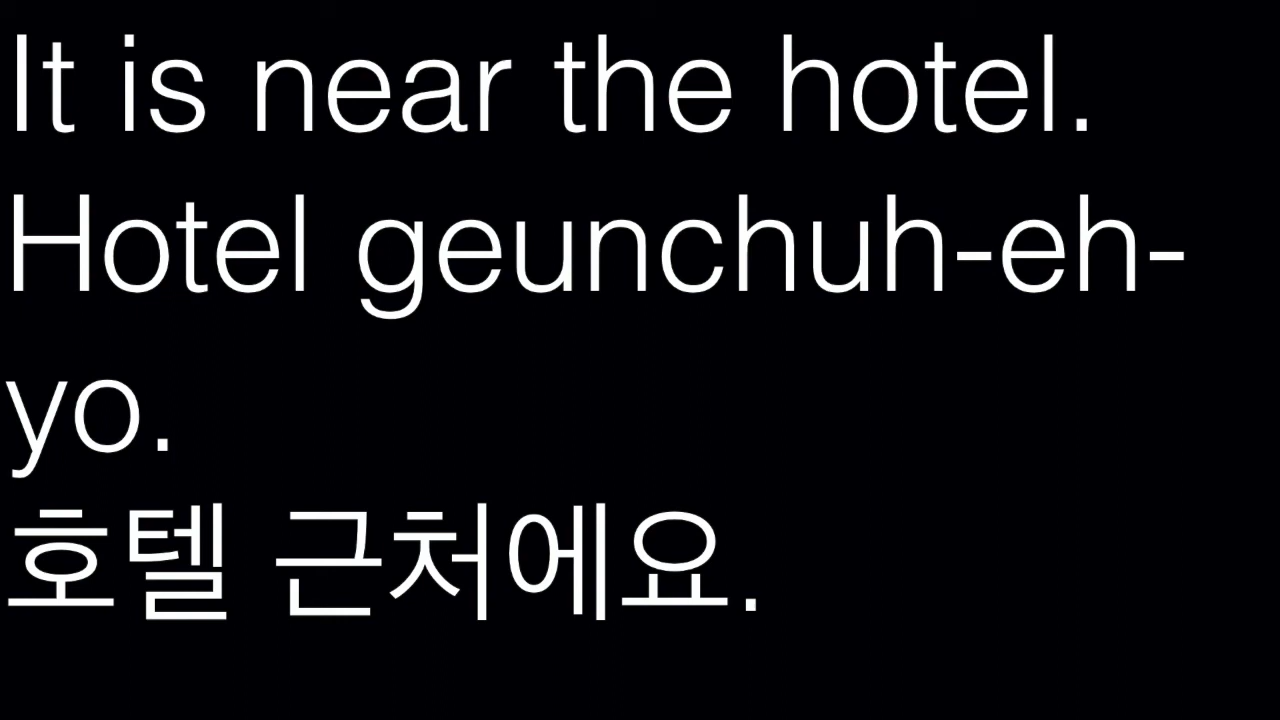 It is near the hotel.
Hotel geunchuh-eh-
yo.
호텔 근처에요.